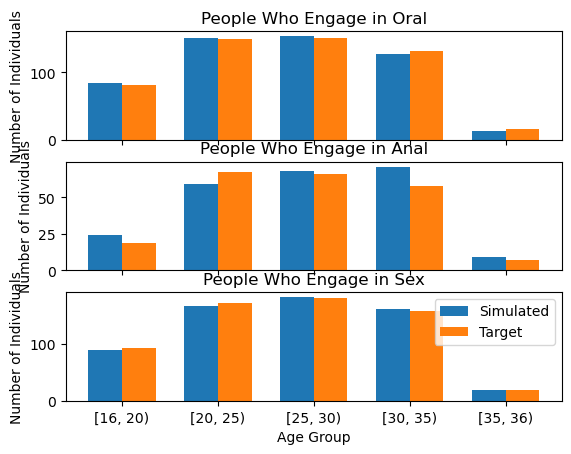 People Who Engage in Oral
Number of Individuals
100
0
People Who Engage in Anal
Number of Individuals
50
25
0
People Who Engage in Sex
Number of Individuals
100
0
Simulated
Target
[16, 20)
[20, 25)
[25, 30)
[30, 35)
[35, 36)
Age Group